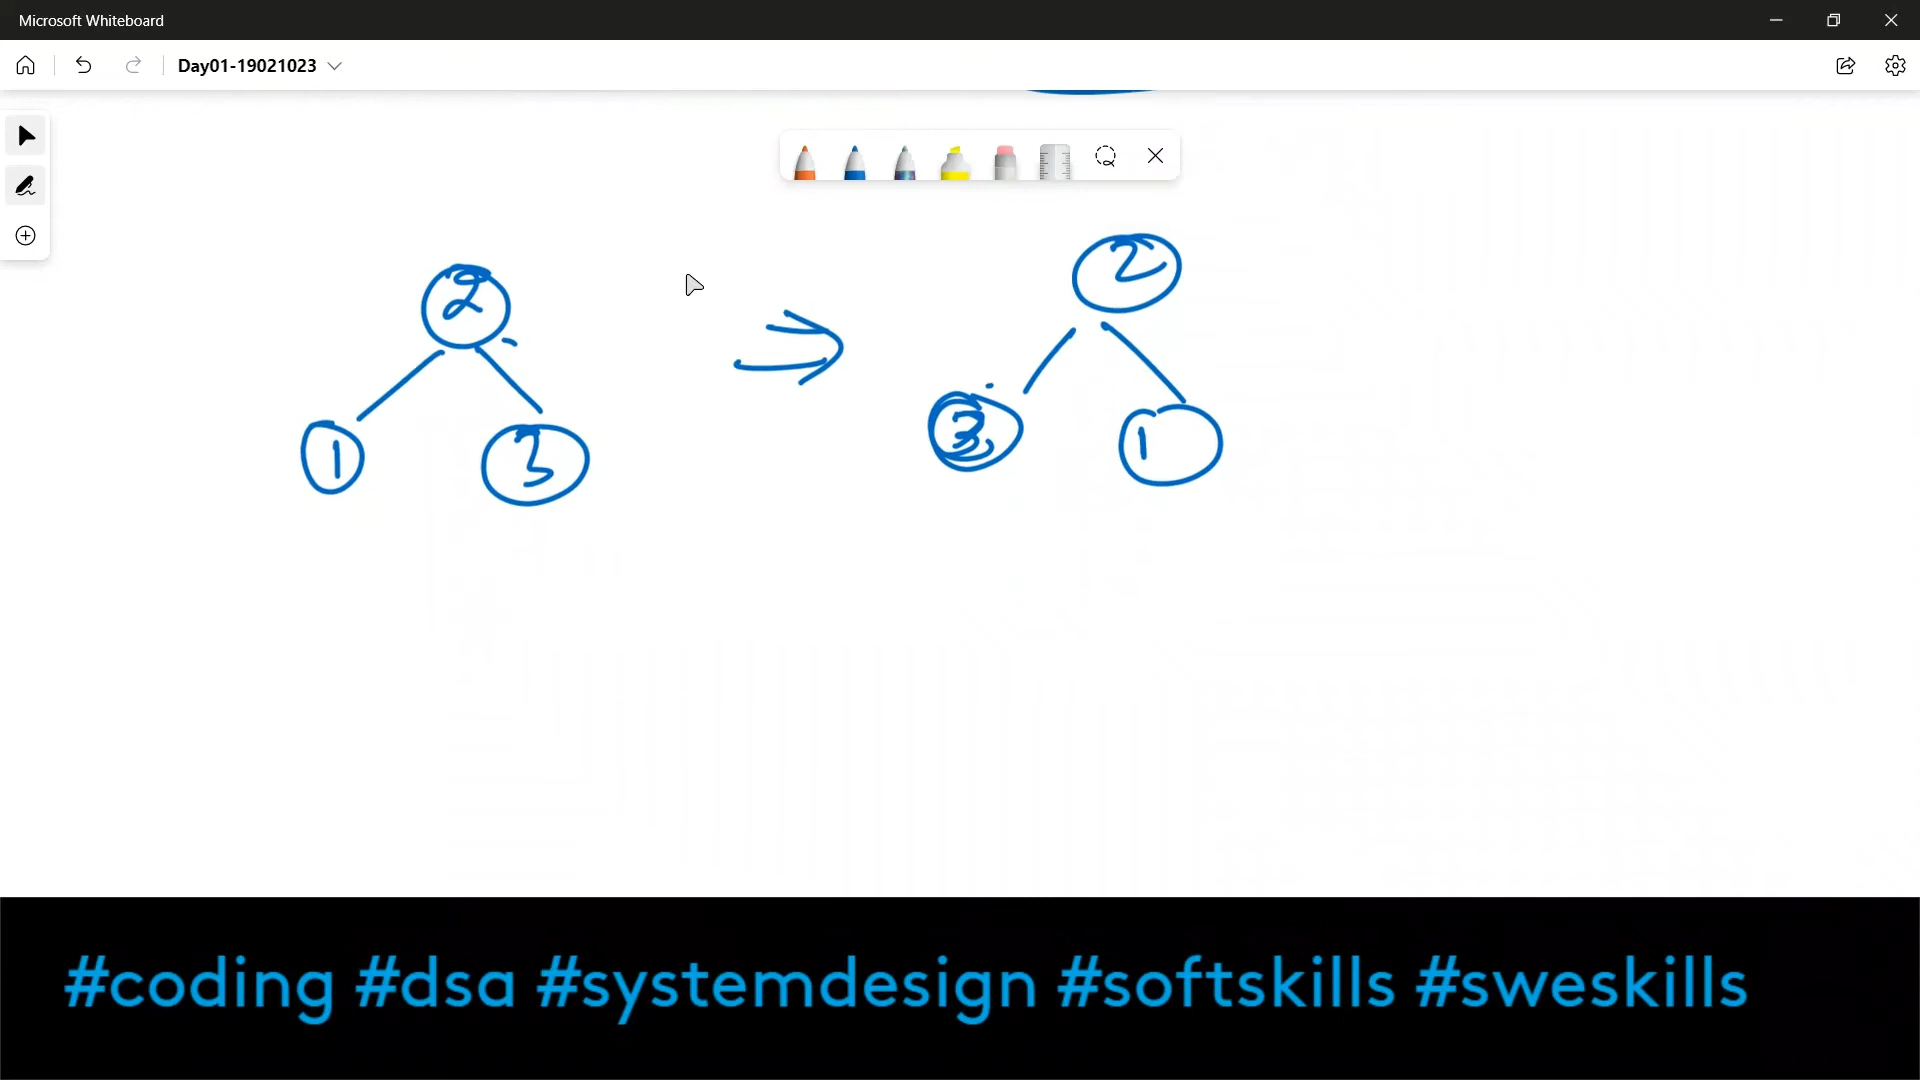 Microsoft Whiteboard
Day01-19021023
2
2
1
3
3
1
#coding #dsa #systemdesign #softskills #sweskills